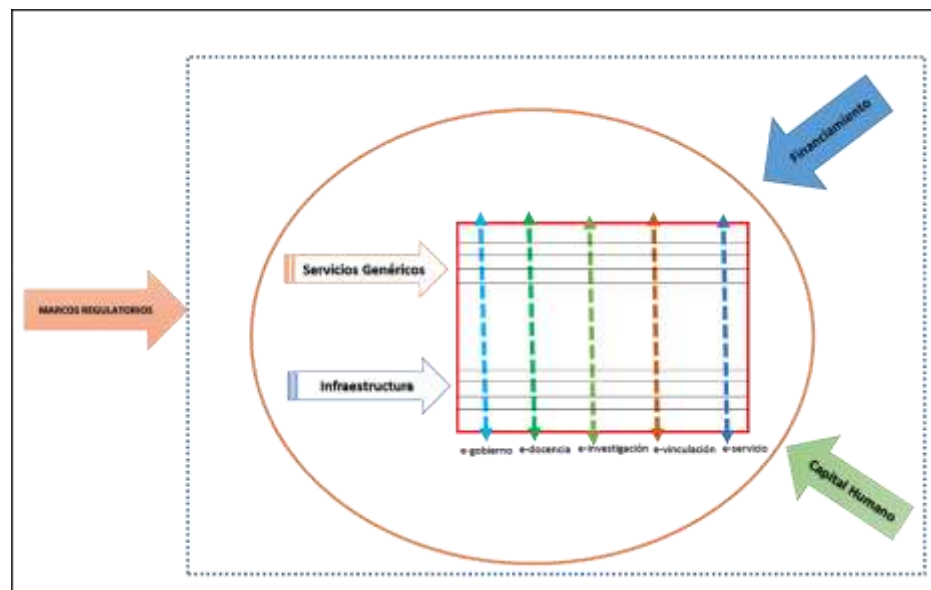 Financiamiento
Servicios Genéricos
MARCOS REGULATORIOS
Infraestructura
e-gobierno e-docencia e-investigación e-vinculación e-servicio
Capital Humano